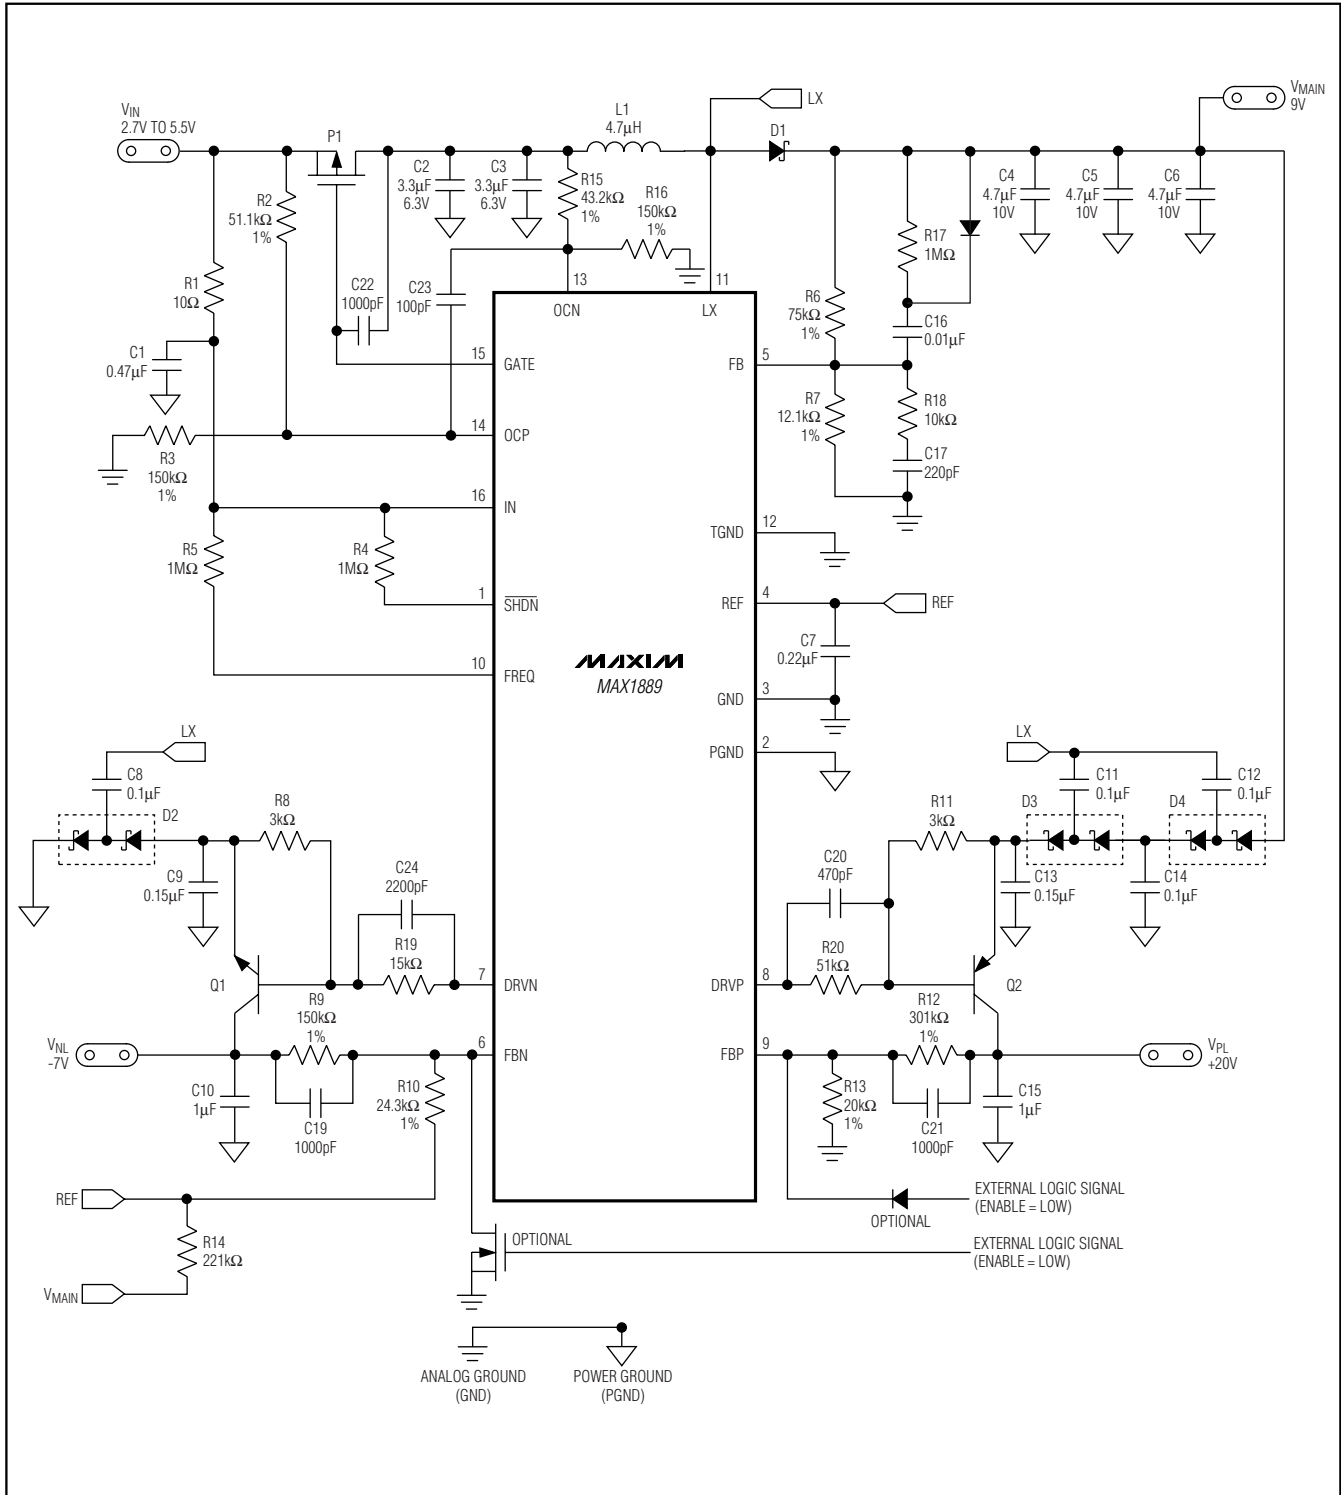 VIN
2.7V TO 5.5V
P1
L1
4.7µH
LX
D1
VMAIN
9V
R2
51.1kΩ
1%
C2
3.3µF
6.3V
C3
3.3µF
6.3V
R15
43.2kΩ
1%
R16
150kΩ
1%
C4
4.7µF
10V
C5
4.7µF
10V
C6
4.7µF
10V
R17
1MΩ
R1
10Ω
C22
1000pF
C23
100pF
13
OCN
11
LX
R6
75kΩ
1%
C16
0.01µF
C1
0.47µF
15
GATE
5
FB
R7
12.1kΩ
1%
R18
10kΩ
C17
220pF
R3
150kΩ
1%
14
OCP
16
IN
12
TGND
R5
1MΩ
R4
1MΩ
1
SHDN
4
REF
REF
C7
0.22µF
10
FREQ
MAXIM
MAX1889
3
GND
2
PGND
LX
C8
0.1µF
D2
R8
3kΩ
C9
0.15µF
C24
2200pF
R19
15kΩ
Q1
7
DRVN
LX
C11
0.1µF
C12
0.1µF
R11
3kΩ
D3
D4
C20
470pF
C13
0.15µF
C14
0.1µF
R20
51kΩ
8
DRVP
Q2
VNL
-7V
R9
150kΩ
1%
6
FBN
C10
1µF
C19
1000pF
R10
24.3kΩ
1%
9
FBP
R12
301kΩ
1%
VPL
+20V
R13
20kΩ
1%
C21
1000pF
C15
1µF
REF
R14
221kΩ
VMAIN
OPTIONAL
EXTERNAL LOGIC SIGNAL
(ENABLE = LOW)
OPTIONAL
EXTERNAL LOGIC SIGNAL
(ENABLE = LOW)
ANALOG GROUND
(GND)
POWER GROUND
(PGND)